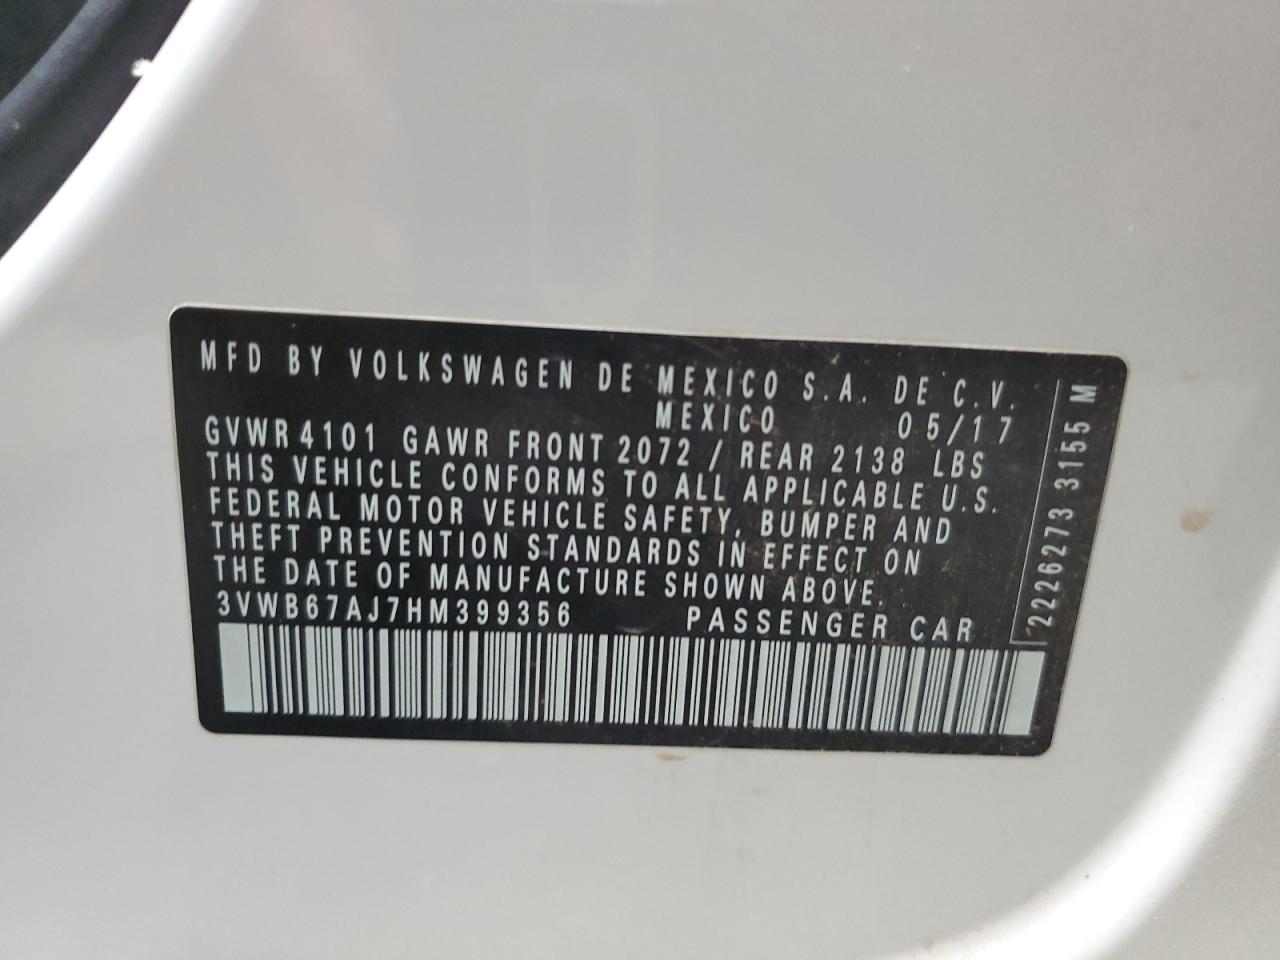 MFD BY VOLKSWAGEN DE MEXICO S.A. DE C.V.
MEXICO 05/17
GVWR 4101 GAWR FRONT 2072 / REAR 2138 LBS
THIS VEHICLE CONFORMS TO ALL APPLICABLE U.S.
FEDERAL MOTOR VEHICLE SAFETY, BUMPER AND
THEFT PREVENTION STANDARDS IN EFFECT ON
THE DATE OF MANUFACTURE SHOWN ABOVE.
3VWB67AJ7HM399356 PASSENGER CAR
2226273 3155 M